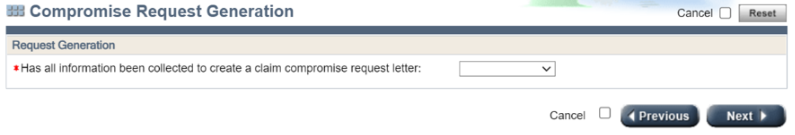 Compromise Request Generation
Cancel Reset
Request Generation
*Has all information been collected to create a claim compromise request letter:
Cancel Previous Next